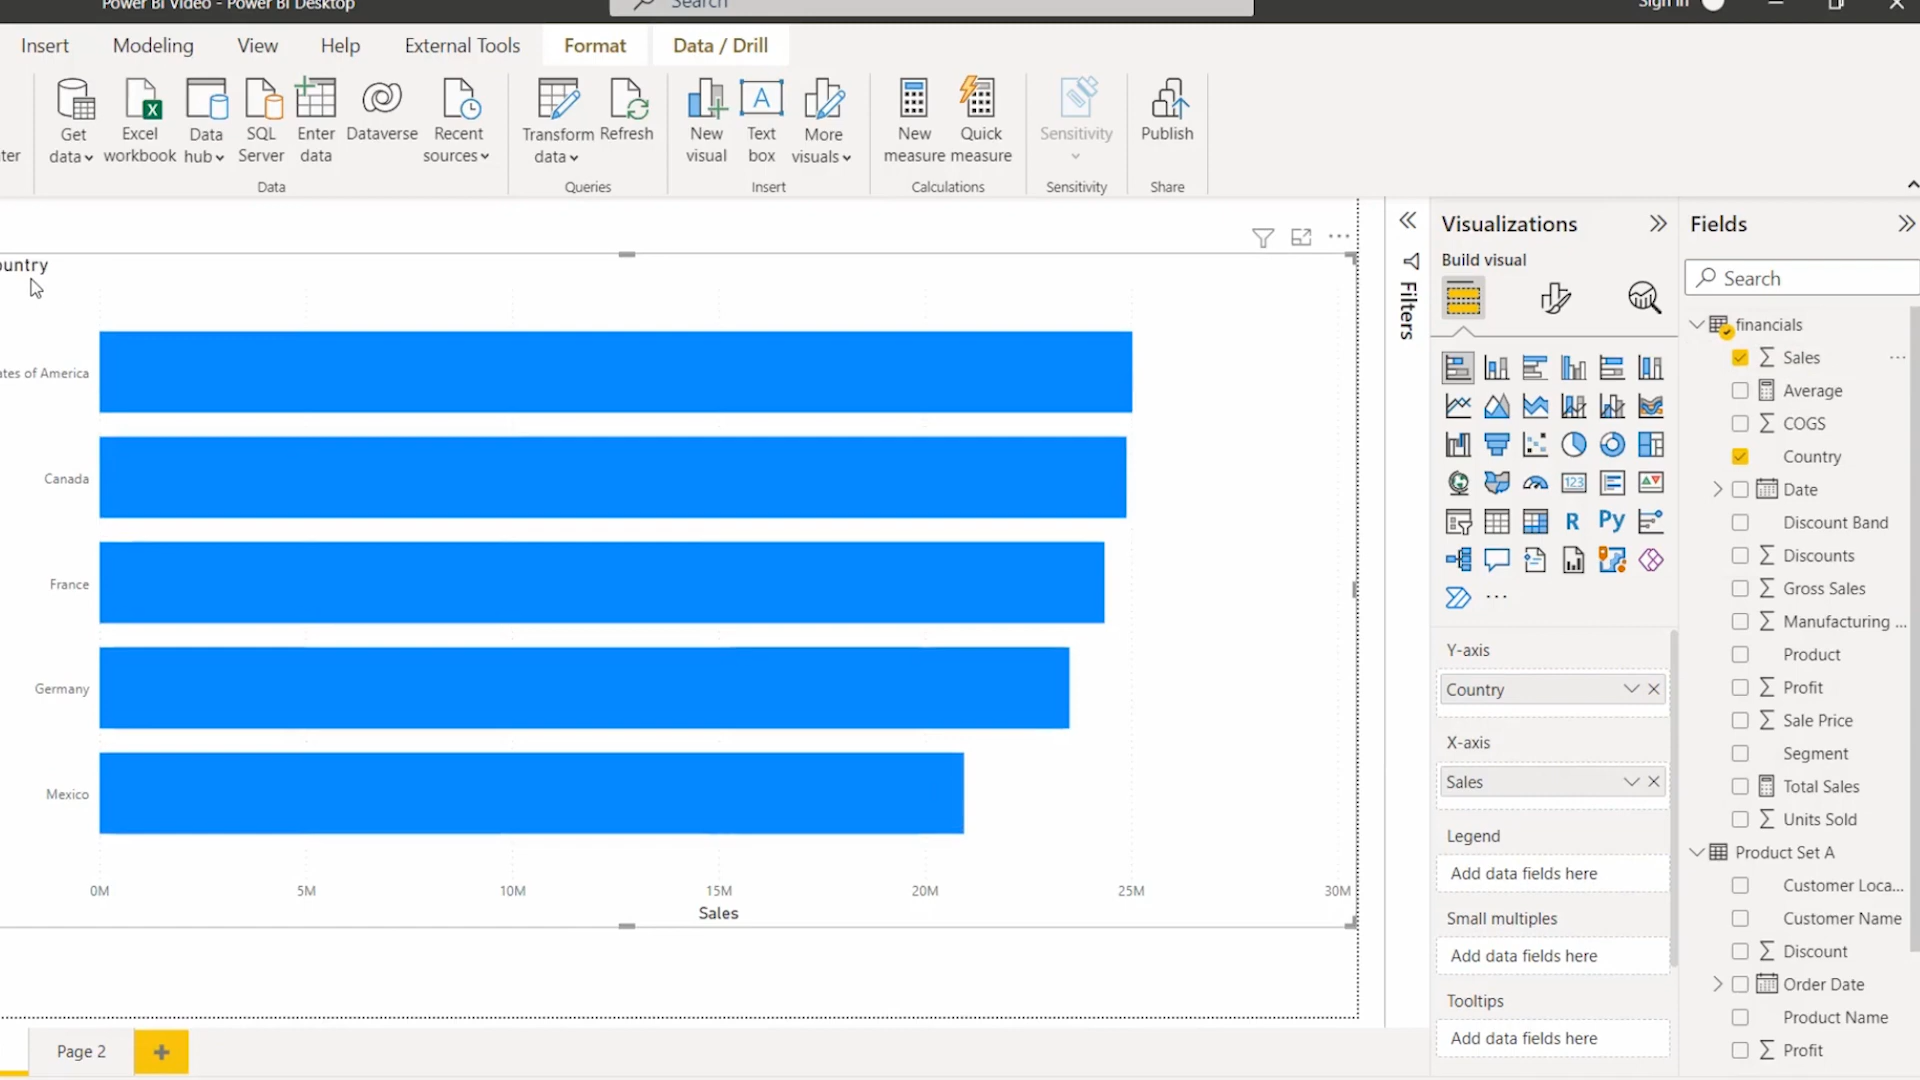 Power BI Video - Power BI Desktop
Search
Sign in
Insert
Modeling
View
Help
External Tools
Format
Data / Drill
ter
Get
data
Excel
workbook
Data
hub
SQL
Server
Enter
data
Dataverse
Recent
sources
Transform
data
Refresh
New
visual
A
Text
box
More
visuals
New
measure
Quick
measure
Sensitivity
Publish
Data
Queries
Insert
Calculations
Sensitivity
Share
ountry
ates of America
Canada
France
Germany
Mexico
0M
5M
10M
15M
20M
25M
30M
Sales
Page 2
+
Filters
Visualizations
Build visual
123
R
Py
...
Y-axis
Country
X-axis
Sales
Legend
Add data fields here
Small multiples
Add data fields here
Tooltips
Add data fields here
Fields
Search
financials
Σ Sales
Average
Σ COGS
Country
Date
Discount Band
Σ Discounts
Σ Gross Sales
Σ Manufacturing ...
Product
Σ Profit
Σ Sale Price
Segment
Total Sales
Σ Units Sold
Product Set A
Customer Loca...
Customer Name
Σ Discount
Order Date
Product Name
Σ Profit